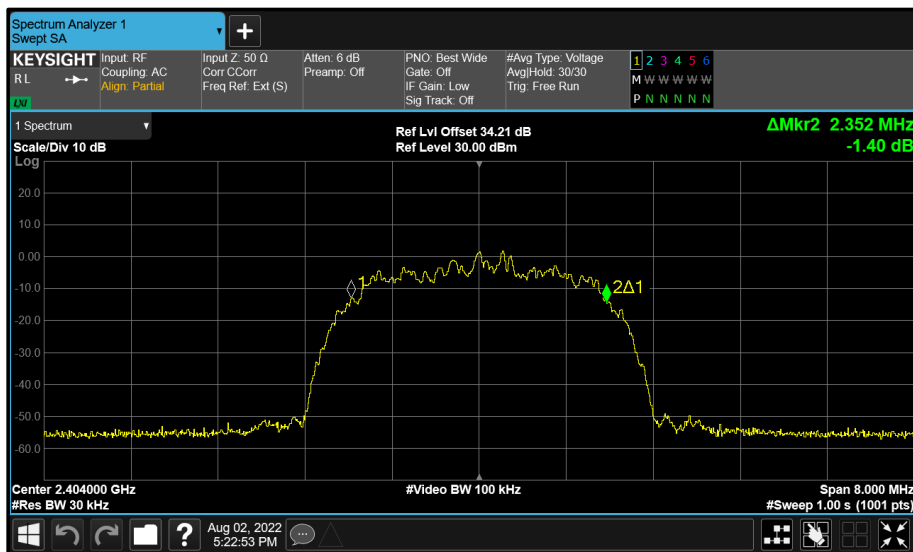 Spectrum Analyzer 1
Swept SA
KEYSIGHT
RL
LXI
Input: RF
Coupling: AC
Align: Partial
Input Z: 50 Ω
Corr CCorr
Freq Ref: Ext (S)
Atten: 6 dB
Preamp: Off
PNO: Best Wide
Gate: Off
IF Gain: Low
Sig Track: Off
#Avg Type: Voltage
Avg|Hold: 30/30
Trig: Free Run
1 2 3 4 5 6
M W W W W W
P N N N N N
1 Spectrum
Scale/Div 10 dB
Log
Ref Lvl Offset 34.21 dB
Ref Level 30.00 dBm
ΔMkr2 2.352 MHz
-1.40 dB
20.0
10.0
0.00
-10.0
-20.0
-30.0
-40.0
-50.0
-60.0
1
2Δ1
Center 2.404000 GHz
#Video BW 100 kHz
Span 8.000 MHz
#Res BW 30 kHz
#Sweep 1.00 s (1001 pts)
?
Aug 02, 2022
5:22:53 PM